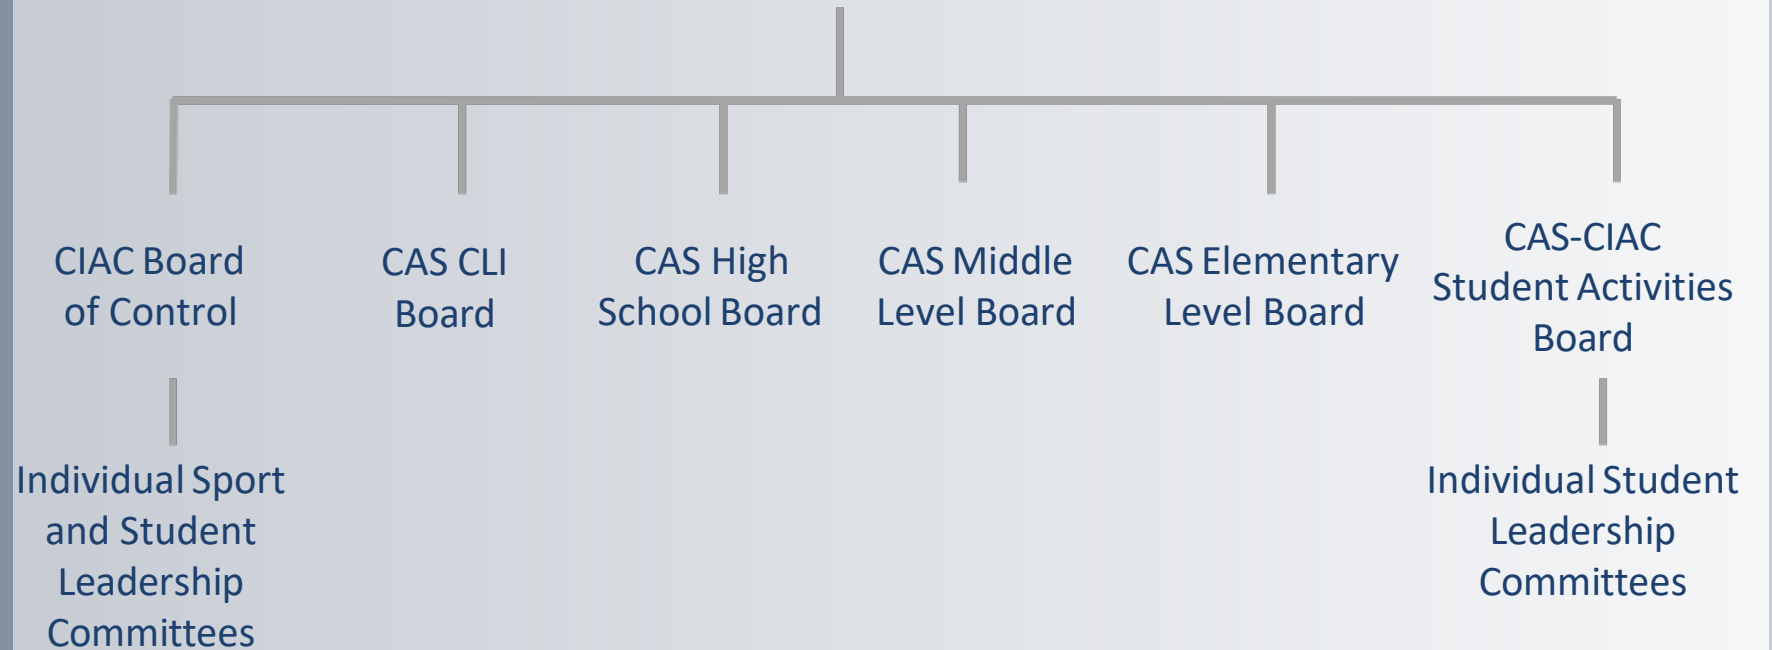 CIAC Board
of Control
CAS CLI
Board
CAS High
School Board
CAS Middle
Level Board
CAS Elementary
Level Board
CAS-CIAC
Student Activities
Board
Individual Sport
and Student
Leadership
Committees
Individual Student
Leadership
Committees